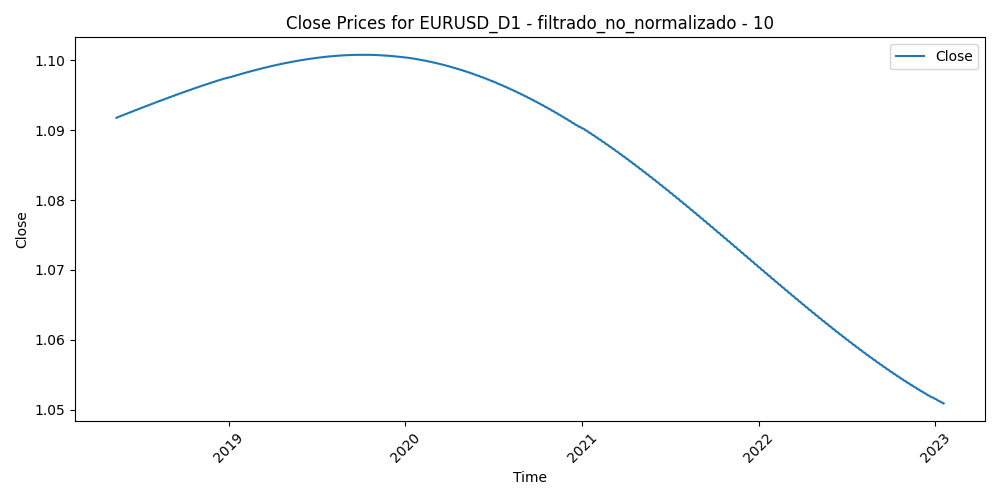 Close Prices for EURUSD_D1 - filtrado_no_normalizado - 10
Close
1.10
1.09
1.08
1.07
1.06
1.05
Close
2019
2020
2021
2022
2023
Time